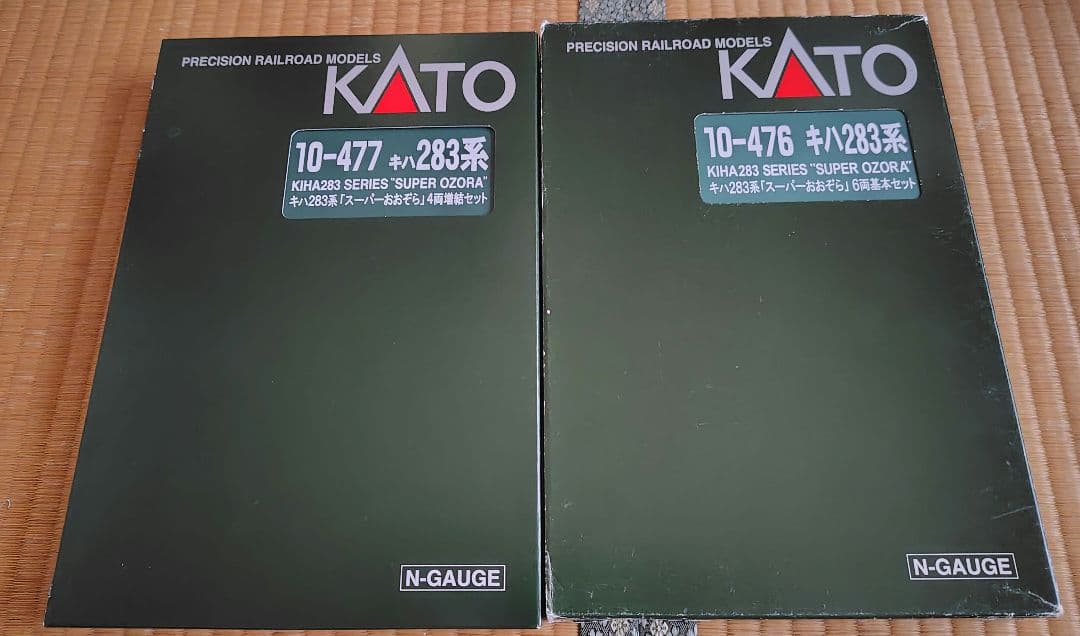 PRECISION RAILROAD MODELS
KATO
10-477 キハ283系
KIHA283 SERIES "SUPER OZORA"
キハ283系「スーパーおおぞら」4両増結セット
N-GAUGE
PRECISION RAILROAD MODELS
KATO
10-476 キハ283系
KIHA283 SERIES "SUPER OZORA"
キハ283系「スーパーおおぞら」6両基本セット
N-GAUGE